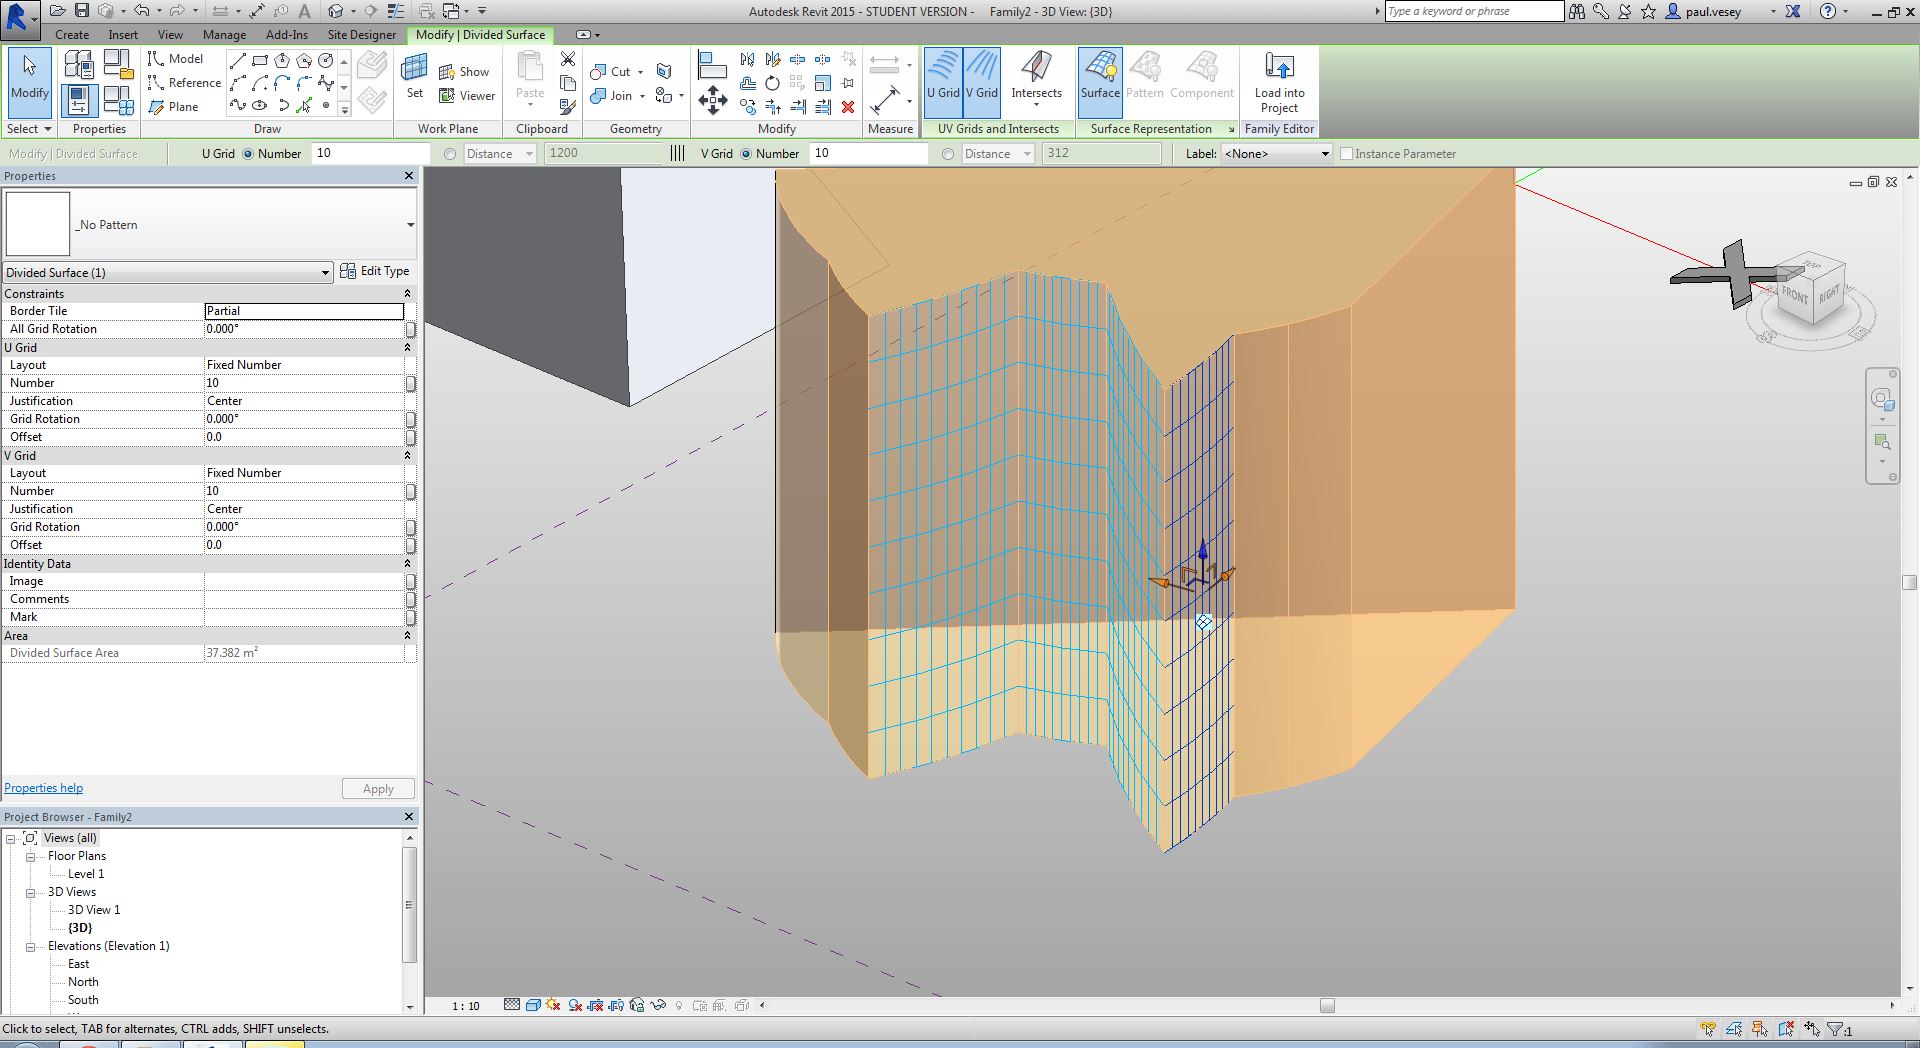 Autodesk Revit 2015 - STUDENT VERSION - Family2 - 3D View: {3D}
Type a keyword or phrase
paul.vesey
Create Insert View Manage Add-Ins Site Designer Modify | Divided Surface
Modify
Model
Reference
Plane
Set
Show
Viewer
Paste
Cut
Join
U Grid V Grid Intersects
Surface Pattern Component
Load into
Project
Select Properties Draw Work Plane Clipboard Geometry Modify Measure UV Grids and Intersects Surface Representation Family Editor
Modify | Divided Surface U Grid Number 10 Distance 1200 V Grid Number 10 Distance 312 Label: <None> Instance Parameter
Properties
_No Pattern
Divided Surface (1) Edit Type
Constraints
Border Tile Partial
All Grid Rotation 0.000°
U Grid
Layout Fixed Number
Number 10
Justification Center
Grid Rotation 0.000°
Offset 0.0
V Grid
Layout Fixed Number
Number 10
Justification Center
Grid Rotation 0.000°
Offset 0.0
Identity Data
Image
Comments
Mark
Area
Divided Surface Area 37.382 m²
Properties help Apply
Project Browser - Family2
Views (all)
Floor Plans
Level 1
3D Views
3D View 1
{3D}
Elevations (Elevation 1)
East
North
South
TOP
FRONT
RIGHT
1 : 10
Click to select, TAB for alternates, CTRL adds, SHIFT unselects.
:1